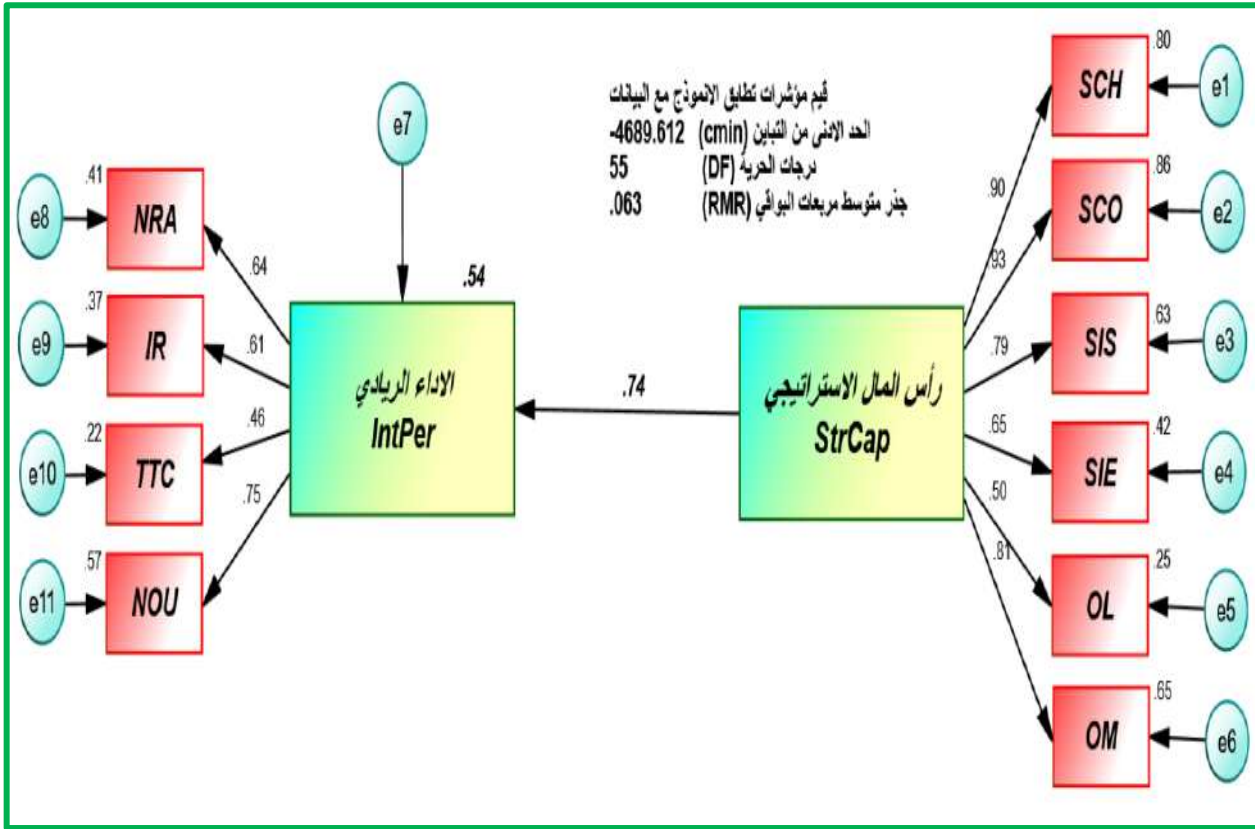 قيم مؤشرات تطابق الانموذج مع البيانات
الحد الادنى من التباين (cmin) -4689.612
درجات الحرية (DF) 55
جذر متوسط مربعات البواقي (RMR) .063
e7
.54
الاداء الريادي
IntPer
.74
رأس المال الاستراتيجي
StrCap
e8
.41
NRA
.64
e9
.37
IR
.61
e10
.22
TTC
.46
e11
.57
NOU
.75
.90
SCH
.80
e1
.93
SCO
.86
e2
.79
SIS
.63
e3
.65
SIE
.42
e4
.50
OL
.25
e5
.81
OM
.65
e6